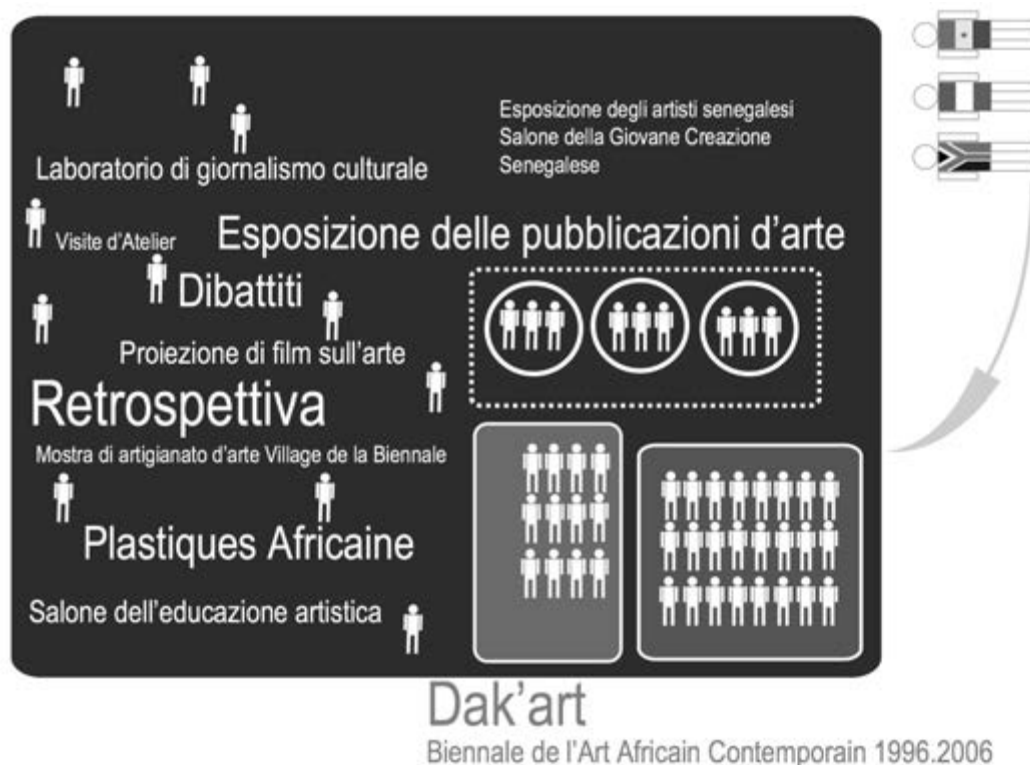 Esposizione degli artisti senegalesi
Salone della Giovane Creazione
Senegalese
Laboratorio di giornalismo culturale
Visite d'Atelier
Esposizione delle pubblicazioni d'arte
Dibattiti
Proiezione di film sull'arte
Retrospettiva
Mostra di artigianato d'arte Village de la Biennale
Plastiques Africaine
Salone dell'educazione artistica
Dak'art
Biennale de l'Art Africain Contemporain 1996.2006